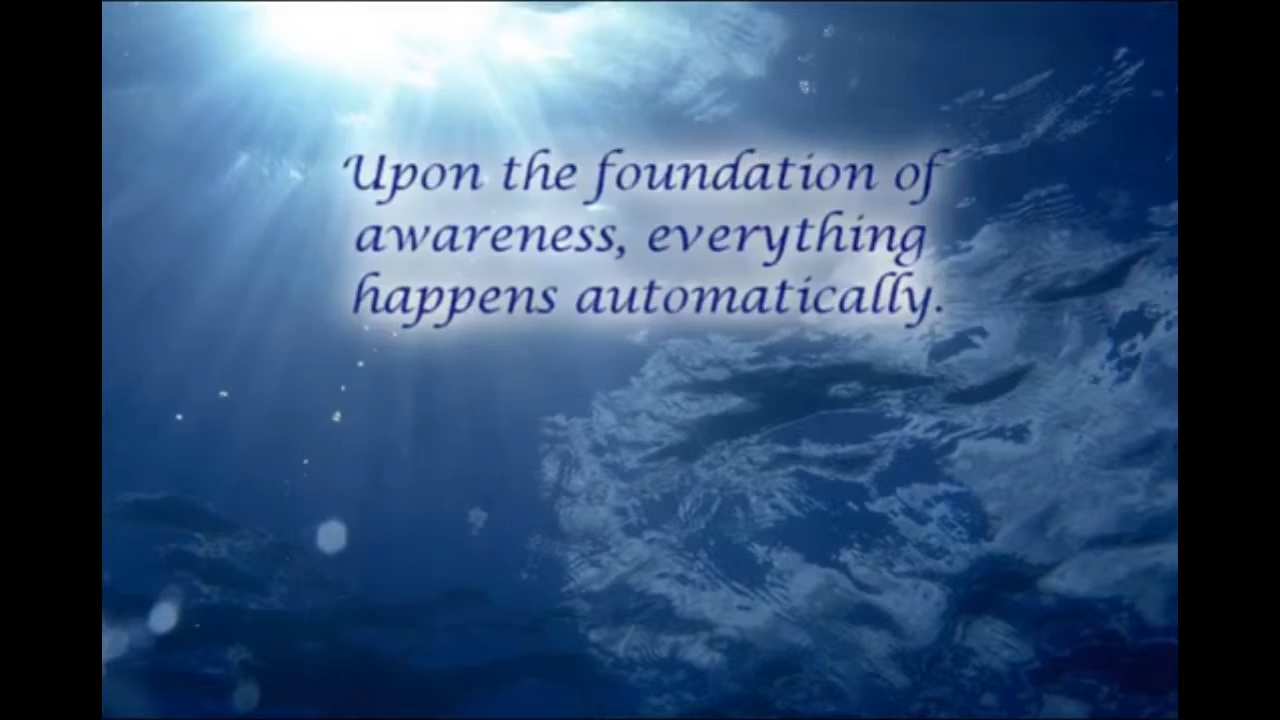 Upon the foundation of
awareness, everything
happens automatically.